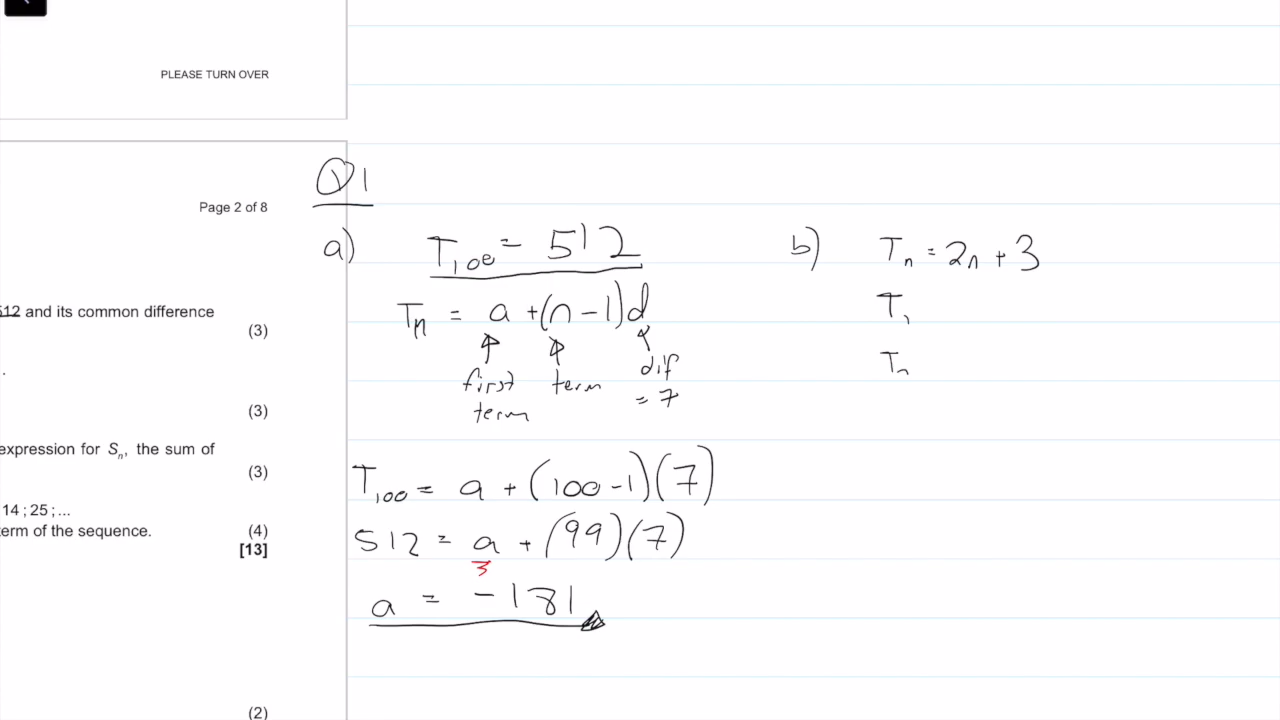 PLEASE TURN OVER
Page 2 of 8
512 and its common difference
(3)
.
(3)
expression for Sₙ, the sum of
(3)
14 ; 25 ; ...
term of the sequence.
(4)
[13]
(2)
Q1
a)
T₁₀₀ = 512
Tₙ = a + (n - 1)d
first term
term
dif = 7
T₁₀₀ = a + (100 - 1)(7)
512 = a + (99)(7)
3
a = -181
b)
Tₙ = 2n + 3
T₁
T₂